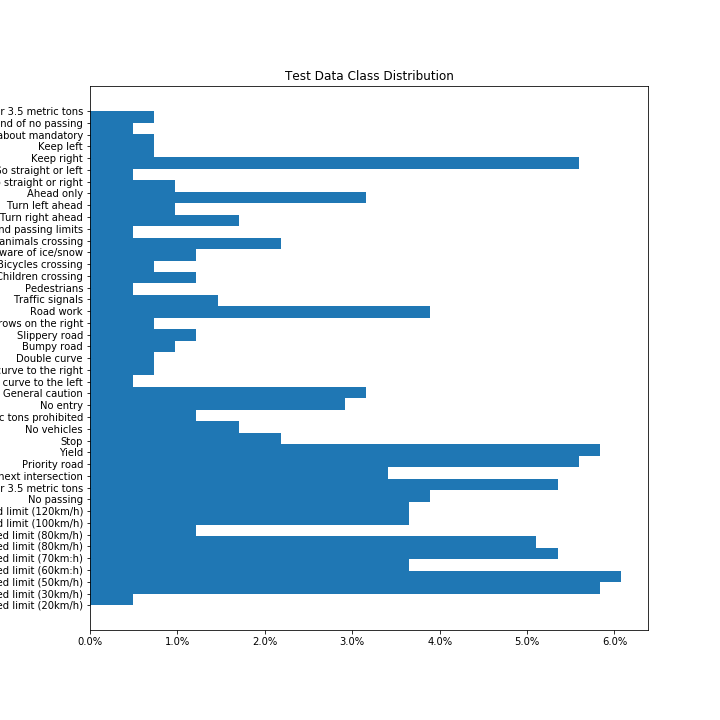 Test Data Class Distribution
r 3.5 metric tons
nd of no passing
about mandatory
Keep left
Keep right
Go straight or left
straight or right
Ahead only
Turn left ahead
Turn right ahead
nd passing limits
animals crossing
ware of ice/snow
Bicycles crossing
Children crossing
Pedestrians
Traffic signals
Road work
rows on the right
Slippery road
Bumpy road
Double curve
curve to the right
curve to the left
General caution
No entry
c tons prohibited
No vehicles
Stop
Yield
Priority road
next intersection
r 3.5 metric tons
No passing
d limit (120km/h)
d limit (100km/h)
ed limit (80km/h)
ed limit (80km/h)
ed limit (70km:h)
ed limit (60km:h)
ed limit (50km/h)
ed limit (30km/h)
ed limit (20km/h)
0.0% 1.0% 2.0% 3.0% 4.0% 5.0% 6.0%